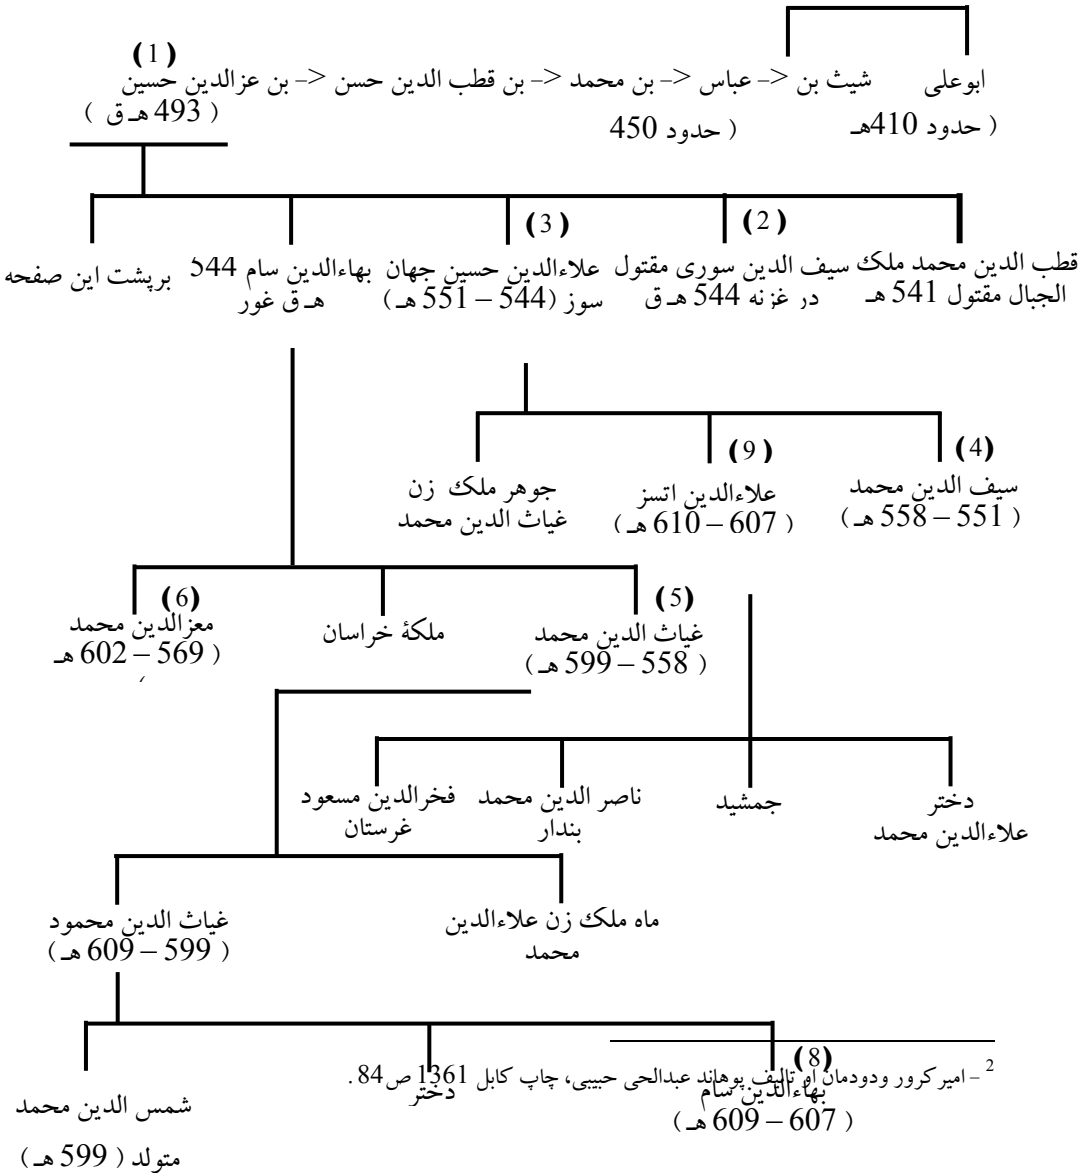 (1)
ابوعلی شیث بن <– عباس <– بن محمد <– بن قطب الدین حسن <– بن عزالدین حسین
( حدود 410هـ ( حدود 450 ( 493 هـ ق )
(3) (2)
قطب الدین محمد ملک سیف الدین سوری مقتول علاءالدین حسین جهان بهاءالدین سام 544 برپشت این صفحه
الجبال مقتول 541 هـ در غزنه 544 هـ ق سوز (544 – 551 هـ) هـ ق غور
(4) (9)
سیف الدین محمد علاءالدین اتسز جوهر ملک زن
( 551 – 558 هـ ) ( 607 – 610 هـ ) غیاث الدین محمد
(5) (6)
غیاث الدین محمد ملکۀ خراسان معزالدین محمد
( 558 – 599 هـ ) ( 569 – 602 هـ
دختر جمشید ناصر الدین محمد فخرالدین مسعود
علاءالدین محمد بندار غرستان
ماه ملک زن علاءالدین غیاث الدین محمود
محمد ( 599 – 609 هـ )
(8)
2 – امیر کرور ودودمان او تالیف پوهاند عبدالحی حبیبی، چاپ کابل 1361 ص 84 .
بهاءالدین سام دختر شمس الدین محمد
( 607 – 609 هـ ) متولد ( 599 هـ )